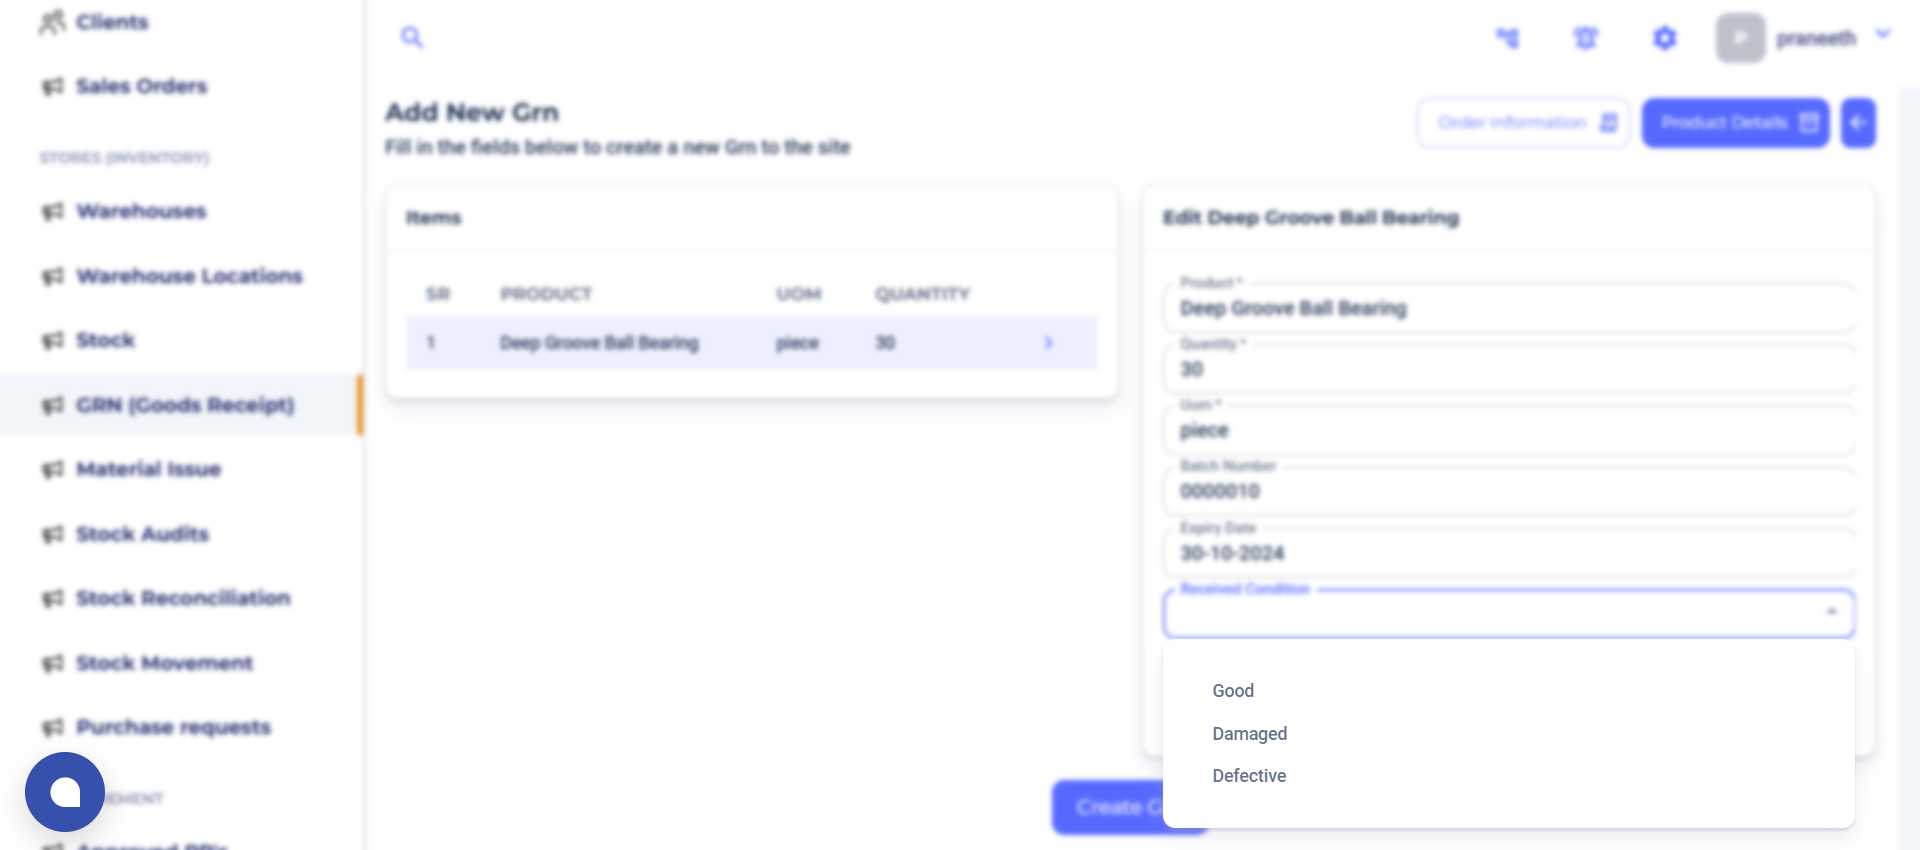 Clients
Sales Orders
STORES (INVENTORY)
Warehouses
Warehouse Locations
Stock
GRN (Goods Receipt)
Material Issue
Stock Audits
Stock Reconciliation
Stock Movement
Purchase requests
P
praneeth
Add New Grn
Fill in the fields below to create a new Grn to the site
Order Information
Product Details
Items
SR PRODUCT UOM QUANTITY
1 Deep Groove Ball Bearing piece 30
Edit Deep Groove Ball Bearing
Product *
Deep Groove Ball Bearing
Quantity *
30
Uom *
piece
Batch Number
0000010
Expiry Date
30-10-2024
Received Condition
Good
Damaged
Defective
Create